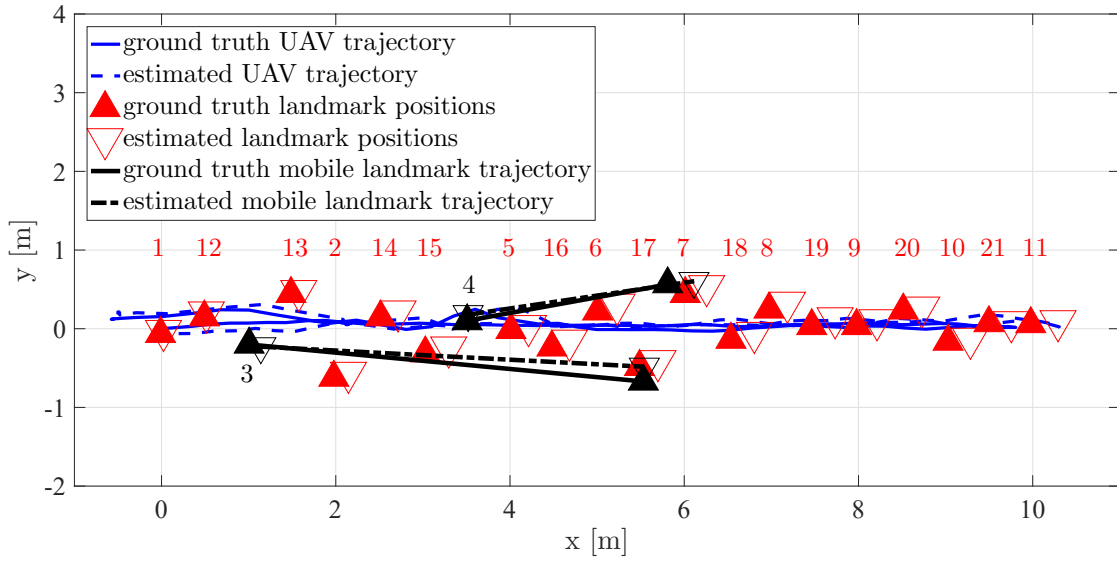 4
3
2
1
0
-1
-2
y [m]
ground truth UAV trajectory
estimated UAV trajectory
ground truth landmark positions
estimated landmark positions
ground truth mobile landmark trajectory
estimated mobile landmark trajectory
1 12 13 2 14 15 5 16 6 17 7 18 8 19 9 20 10 21 11
4
3
0 2 4 6 8 10
x [m]